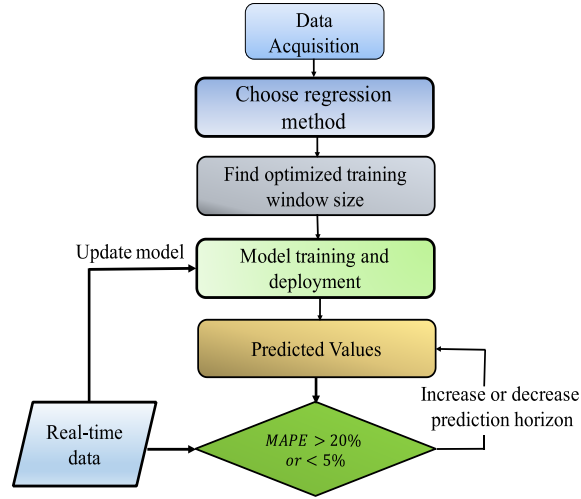 Data
Acquisition
Choose regression
method
Find optimized training
window size
Update model
Model training and
deployment
Predicted Values
Increase or decrease
prediction horizon
Real-time
data
MAPE > 20%
or < 5%